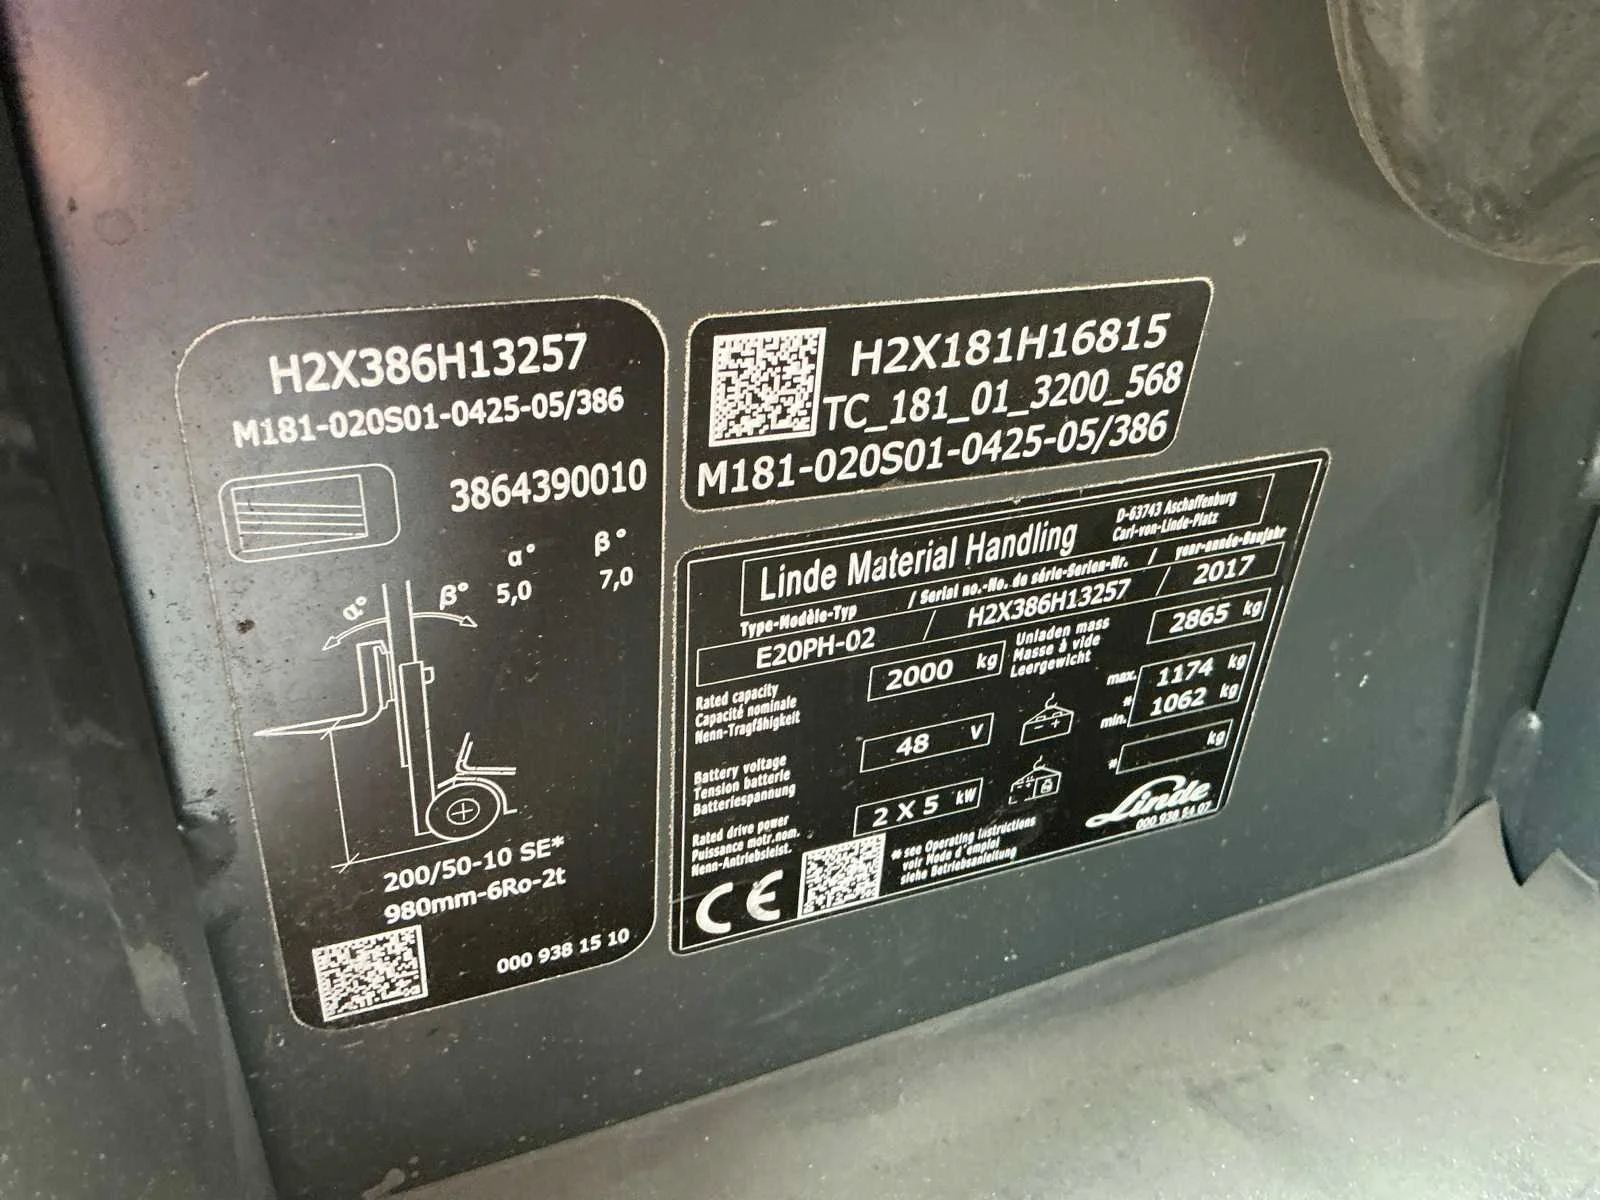 H2X386H13257
M181-020S01-0425-05/386
3864390010
α° β°
5,0 7,0
α° β°
200/50-10 SE*
980mm-6Ro-2t
000 938 15 10
H2X181H16815
TC_181_01_3200_568
M181-020S01-0425-05/386
Linde Material Handling
D-63743 Aschaffenburg
Carl-von-Linde-Platz
Type-Modèle-Typ / Serial no.-No. de série-Serien-Nr. / year-année-Baujahr
E20PH-02 / H2X386H13257 / 2017
Rated capacity
Capacité nominale
Nenn-Tragfähigkeit
2000 kg
Unladen mass
Masse à vide
Leergewicht
2865 kg
Battery voltage
Tension batterie
Batteriespannung
48 V
max. 1174 kg
*
min. 1062 kg
Rated drive power
Puissance motr.nom.
Nenn-Antriebsleist.
2 X 5 kW
* kg
CE
* see Operating Instructions
voir Mode d'emploi
siehe Betriebsanleitung
Linde
000 938 54 07